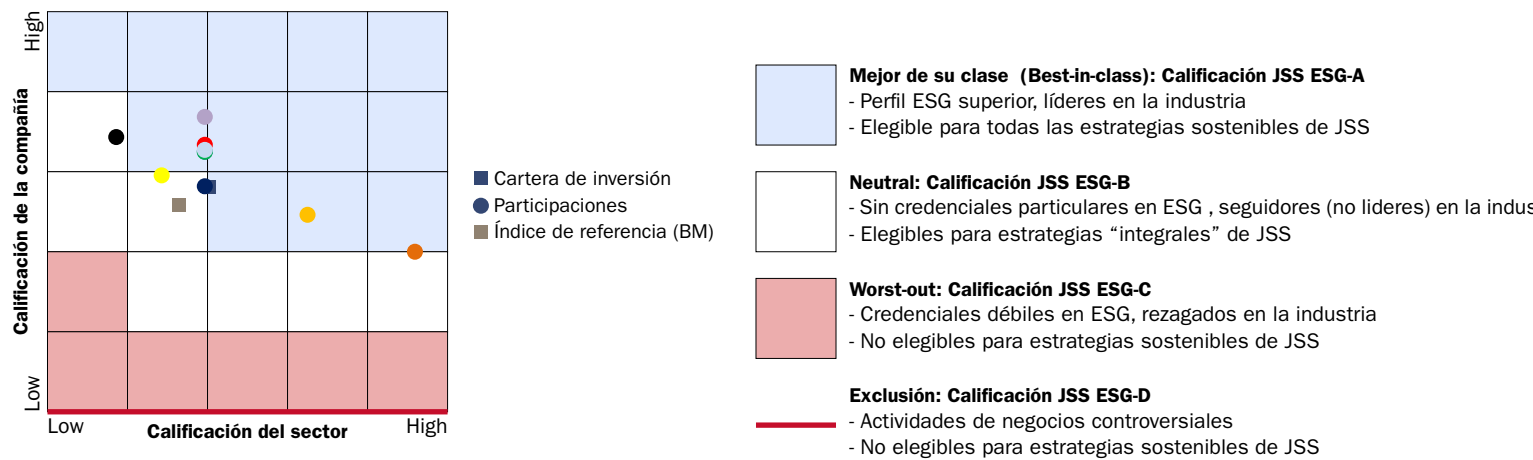 High
Calificación de la compañía
Low
Low
Calificación del sector
High
Cartera de inversión
Participaciones
Índice de referencia (BM)
Mejor de su clase (Best-in-class): Calificación JSS ESG-A
- Perfil ESG superior, líderes en la industria
- Elegible para todas las estrategias sostenibles de JSS
Neutral: Calificación JSS ESG-B
- Sin credenciales particulares en ESG , seguidores (no lideres) en la indus
- Elegibles para estrategias “integrales” de JSS
Worst-out: Calificación JSS ESG-C
- Credenciales débiles en ESG, rezagados en la industria
- No elegibles para estrategias sostenibles de JSS
Exclusión: Calificación JSS ESG-D
- Actividades de negocios controversiales
- No elegibles para estrategias sostenibles de JSS